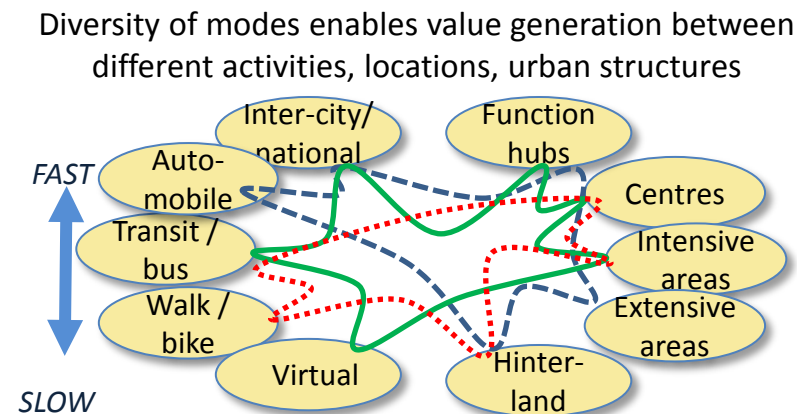 Diversity of modes enables value generation between
different activities, locations, urban structures
Inter-city/
national
Function
hubs
FAST
Auto-
mobile
Centres
Transit /
bus
Intensive
areas
Walk /
bike
Extensive
areas
Virtual
Hinter-
land
SLOW